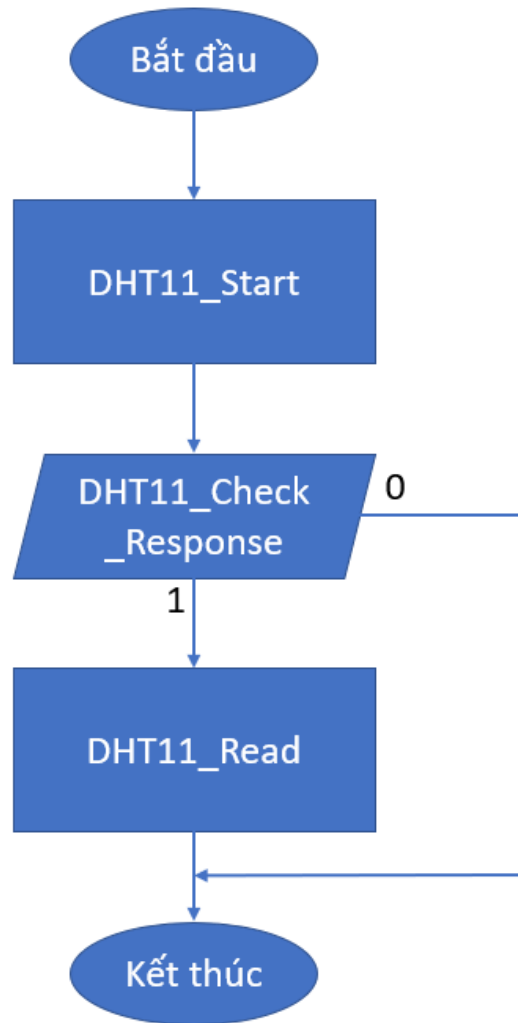 Bắt đầu
DHT11_Start
DHT11_Check
_Response
0
1
DHT11_Read
Kết thúc